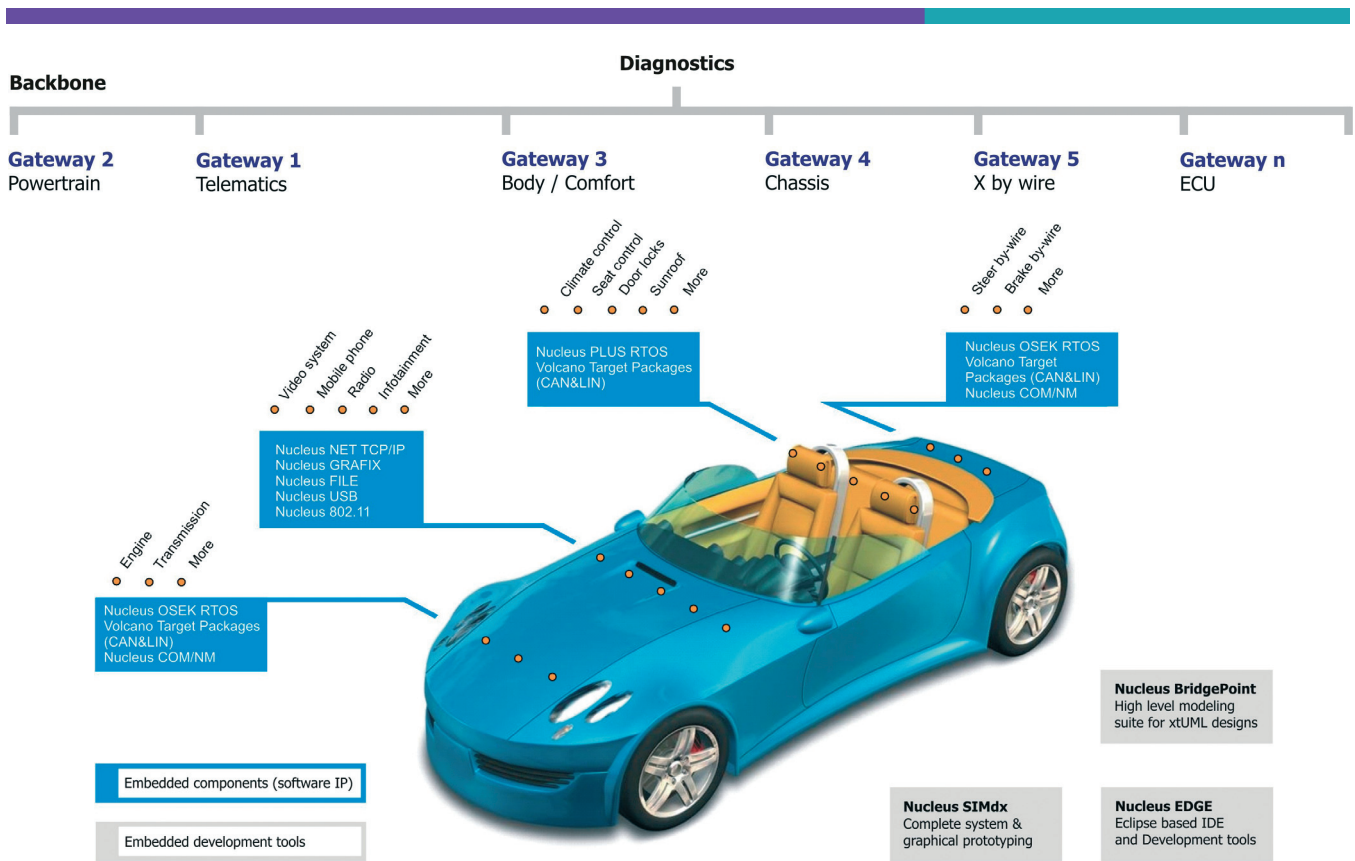 Diagnostics
Backbone
Gateway 2
Powertrain
Gateway 1
Telematics
Gateway 3
Body / Comfort
Gateway 4
Chassis
Gateway 5
X by wire
Gateway n
ECU
Climate control
Seat control
Door locks
Sunroof
More
Steer by-wire
Brake by-wire
More
Nucleus PLUS RTOS
Volcano Target Packages
(CAN&LIN)
Nucleus OSEK RTOS
Volcano Target
Packages (CAN&LIN)
Nucleus COM/NM
Video system
Mobile phone
Radio
Infotainment
More
Nucleus NET TCP/IP
Nucleus GRAFIX
Nucleus FILE
Nucleus USB
Nucleus 802.11
Engine
Transmission
More
Nucleus OSEK RTOS
Volcano Target Packages
(CAN&LIN)
Nucleus COM/NM
Nucleus BridgePoint
High level modeling
suite for xtUML designs
Embedded components (software IP)
Embedded development tools
Nucleus SIMdx
Complete system &
graphical prototyping
Nucleus EDGE
Eclipse based IDE
and Development tools